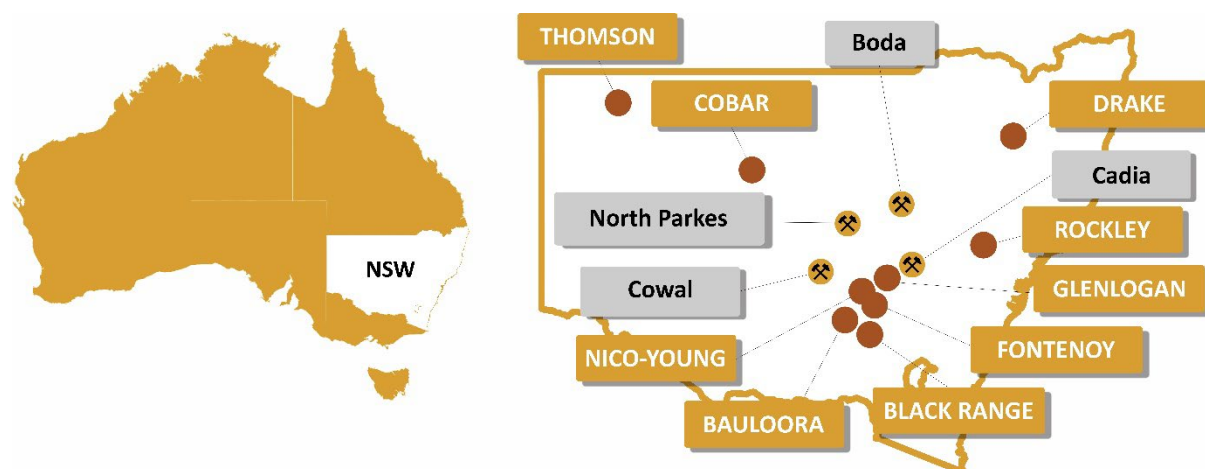 NSW
THOMSON
Boda
COBAR
DRAKE
Cadia
North Parkes
ROCKLEY
Cowal
GLENLOGAN
NICO-YOUNG
FONTENOY
BAULOORA
BLACK RANGE